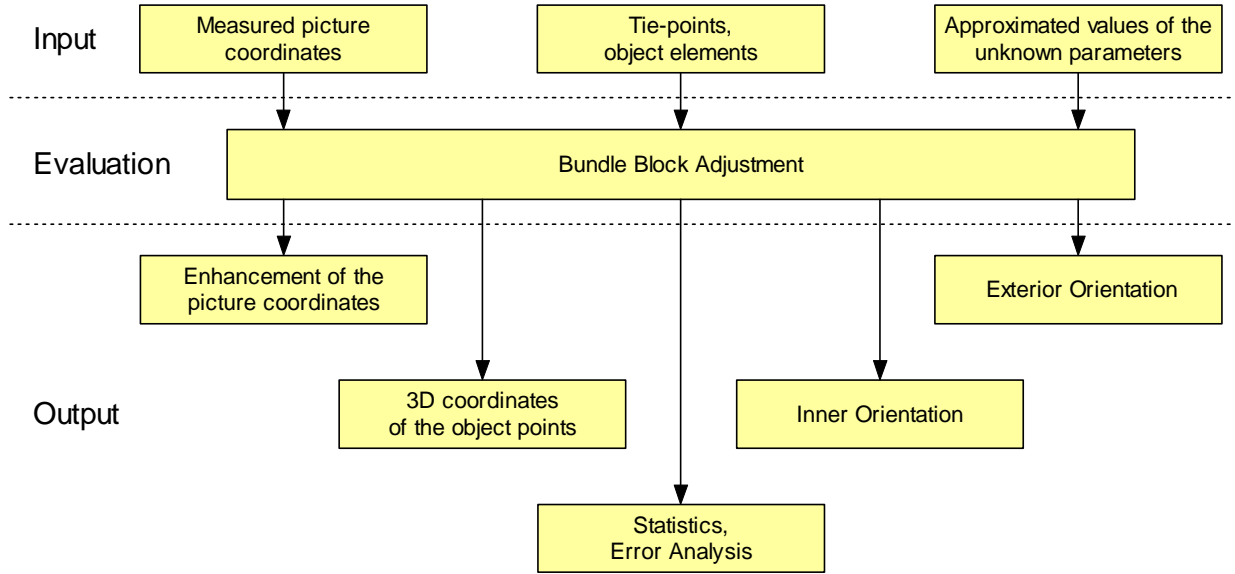 Input
Measured picture
coordinates
Tie-points,
object elements
Approximated values of the
unknown parameters
Evaluation
Bundle Block Adjustment
Enhancement of the
picture coordinates
Exterior Orientation
Output
3D coordinates
of the object points
Inner Orientation
Statistics,
Error Analysis